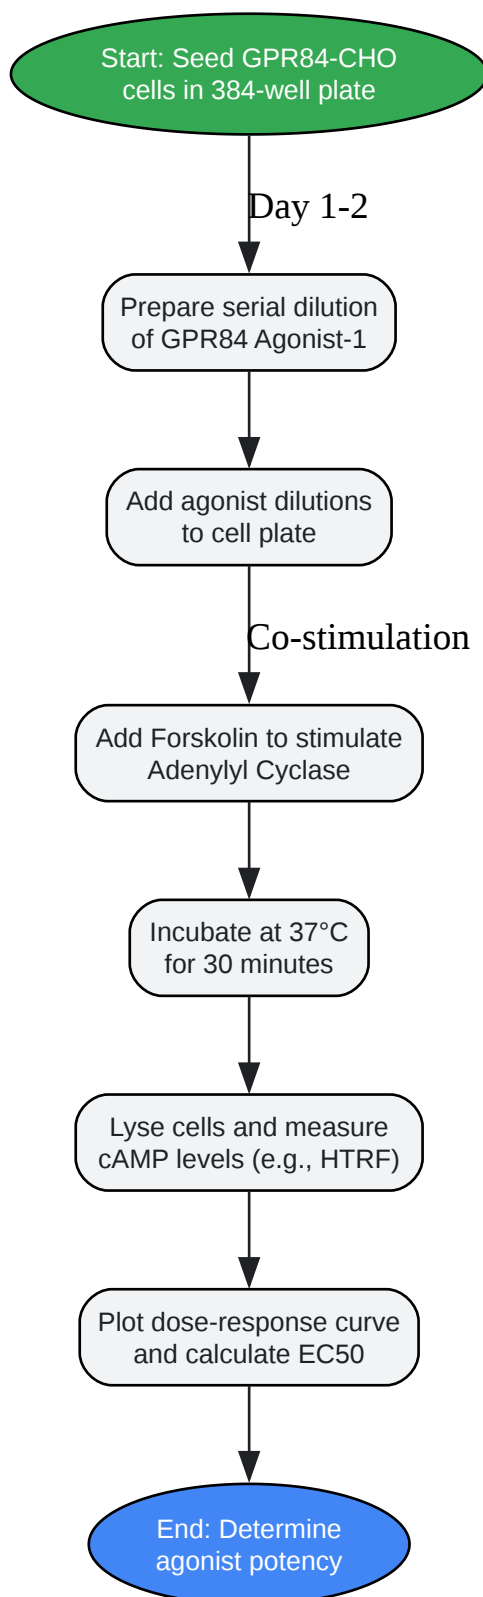 Start: Seed GPR84-CHO
cells in 384-well plate
Day 1-2
Prepare serial dilution
of GPR84 Agonist-1
Add agonist dilutions
to cell plate
Co-stimulation
Add Forskolin to stimulate
Adenylyl Cyclase
Incubate at 37°C
for 30 minutes
Lyse cells and measure
cAMP levels (e.g., HTRF)
Plot dose-response curve
and calculate EC50
End: Determine
agonist potency